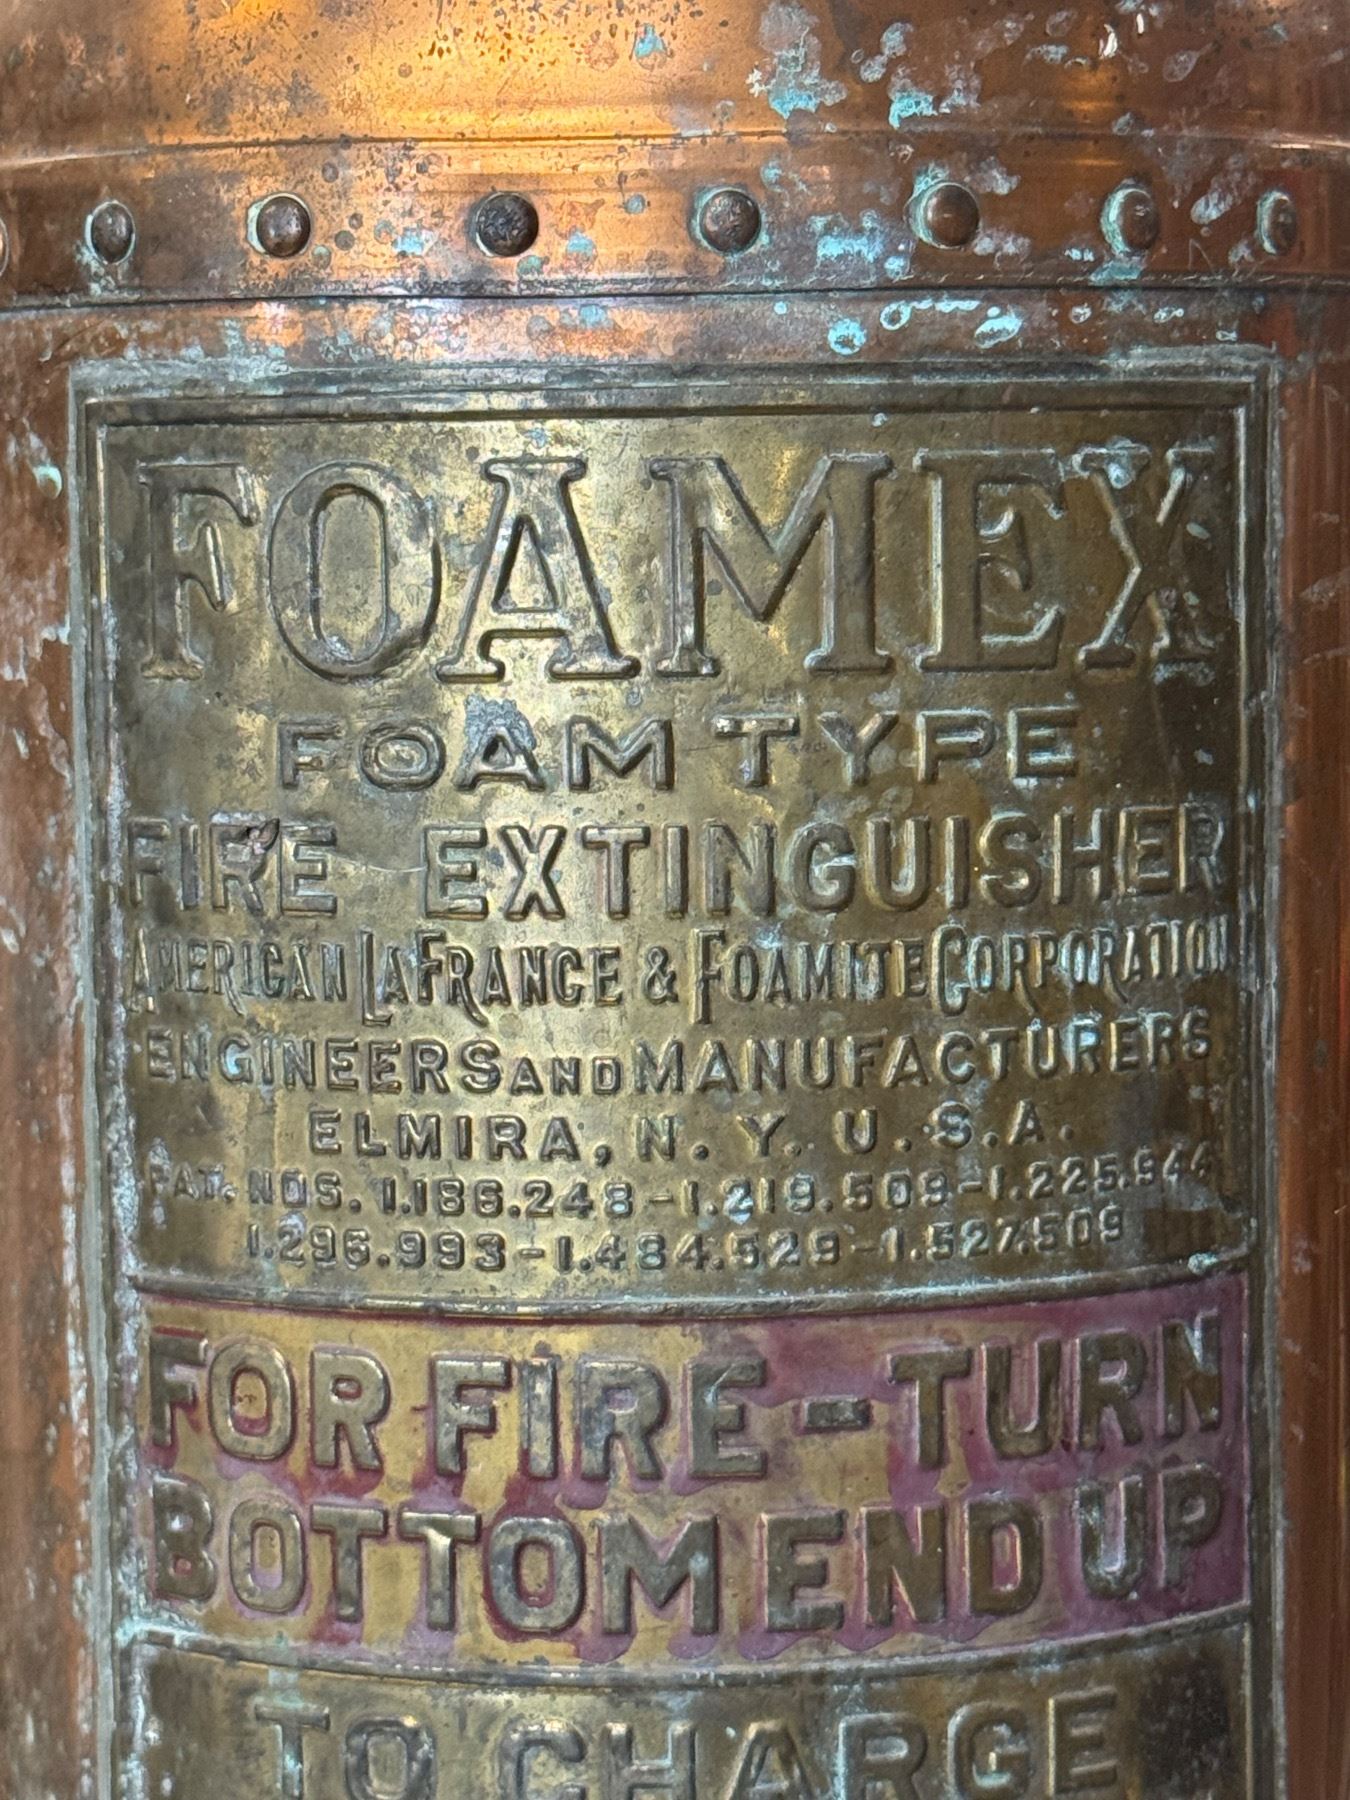 FOAMEX
FOAM TYPE
FIRE EXTINGUISHER
AMERICAN LAFRANCE & FOAMITE CORPORATION
ENGINEERS AND MANUFACTURERS
ELMIRA, N. Y. U.S.A.
PAT. NOS. 1.186.248-1.219.509-1.225.944
1.296.993-1.484.529-1.527.509
FOR FIRE-TURN
BOTTOM END UP
TO CHARGE